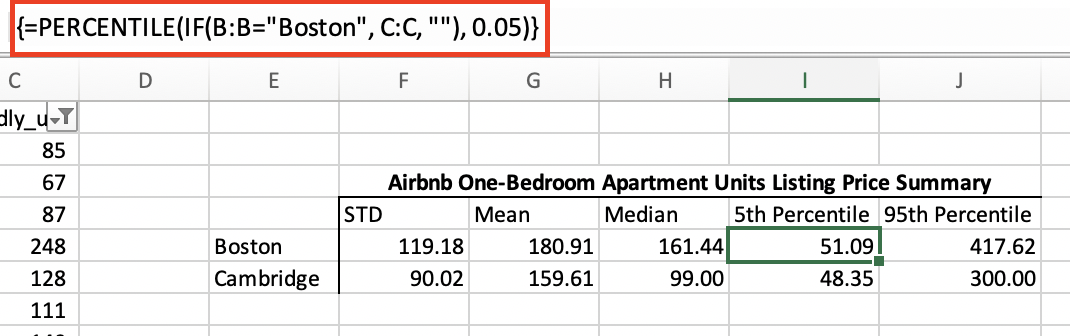 {=PERCENTILE(IF(B:B="Boston", C:C, ""), 0.05)}
C D E F G H I J
dly_u
85
67 Airbnb One-Bedroom Apartment Units Listing Price Summary
87 STD Mean Median 5th Percentile 95th Percentile
248 Boston 119.18 180.91 161.44 51.09 417.62
128 Cambridge 90.02 159.61 99.00 48.35 300.00
111